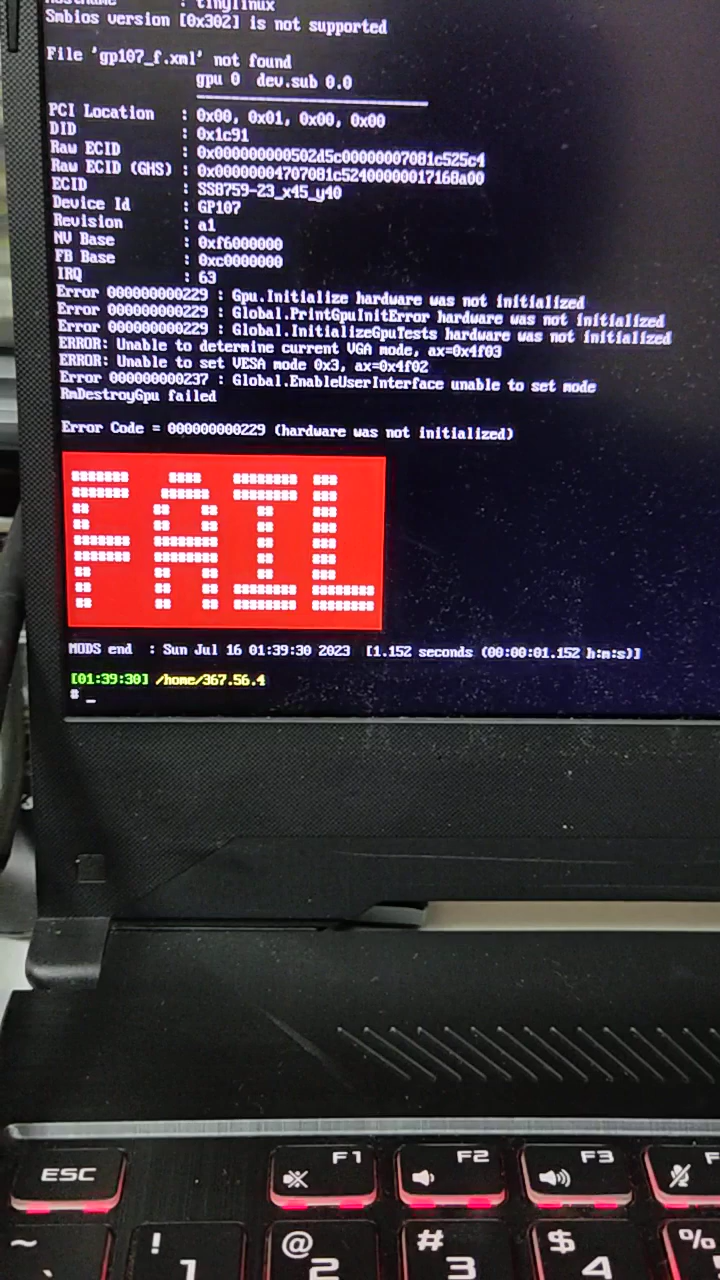 : tinylinux
Smbios version [0x302] is not supported
File 'gp107_f.xml' not found
gpu 0 dev.sub 0.0
PCI Location : 0x00, 0x01, 0x00, 0x00
DID : 0x1c91
Raw ECID : 0x000000000502d5c00000007081c525c4
Raw ECID (GHS) : 0x00000004707081c52400000017168a00
ECID : SS8759-23_x45_y40
Device Id : GP107
Revision : a1
NV Base : 0xf6000000
FB Base : 0xc0000000
IRQ : 63
Error 000000000229 : Gpu.Initialize hardware was not initialized
Error 000000000229 : Global.PrintGpuInitError hardware was not initialized
Error 000000000229 : Global.InitializeGpuTests hardware was not initialized
ERROR: Unable to determine current VGA mode, ax=0x4f03
ERROR: Unable to set VESA mode 0x3, ax=0x4f02
Error 000000000237 : Global.EnableUserInterface unable to set mode
RmDestroyGpu failed
Error Code = 000000000229 (hardware was not initialized)
FAIL
MODS end : Sun Jul 16 01:39:30 2023 [1.152 seconds (00:00:01.152 h:m:s)]
[01:39:30] /home/367.56.4
# _
ESC F1 F2 F3 F
~ ! @ # $ %
` 1 2 3 4